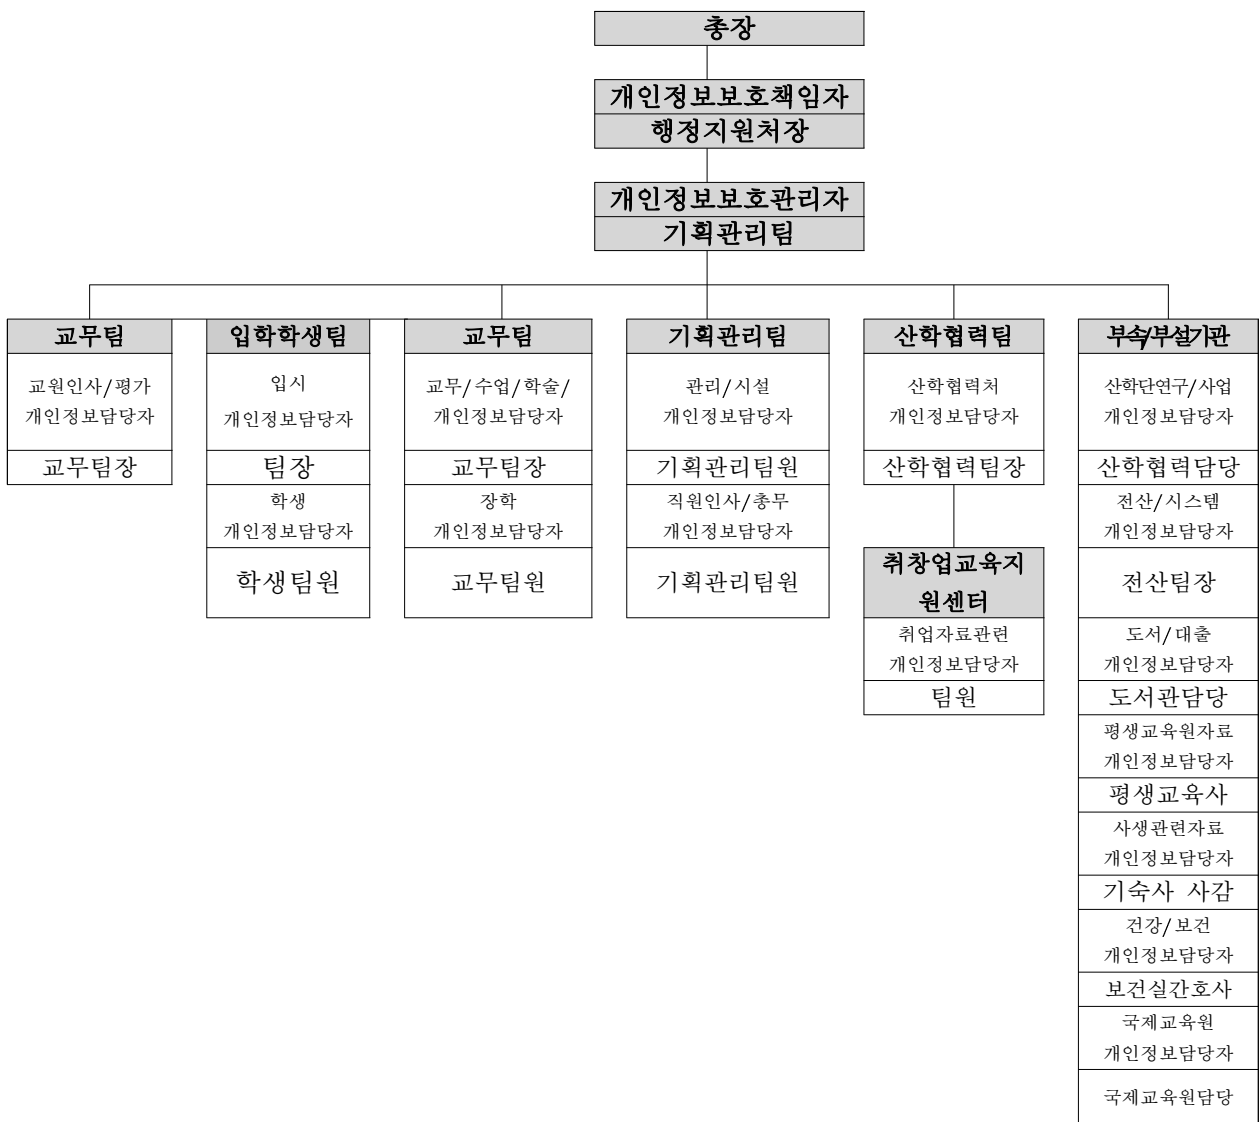 총장
개인정보보호책임자
행정지원처장
개인정보보호관리자
기획관리팀
교무팀
교원인사/평가
개인정보담당자
교무팀장
입학학생팀
입시
개인정보담당자
팀장
학생
개인정보담당자
학생팀원
교무팀
교무/수업/학술/
개인정보담당자
교무팀장
장학
개인정보담당자
교무팀원
기획관리팀
관리/시설
개인정보담당자
기획관리팀원
직원인사/총무
개인정보담당자
기획관리팀원
산학협력팀
산학협력처
개인정보담당자
산학협력팀장
취창업교육지
원센터
취업자료관련
개인정보담당자
팀원
부속/부설기관
산학단연구/사업
개인정보담당자
산학협력담당
전산/시스템
개인정보담당자
전산팀장
도서/대출
개인정보담당자
도서관담당
평생교육원자료
개인정보담당자
평생교육사
사생관련자료
개인정보담당자
기숙사 사감
건강/보건
개인정보담당자
보건실간호사
국제교육원
개인정보담당자
국제교육원담당